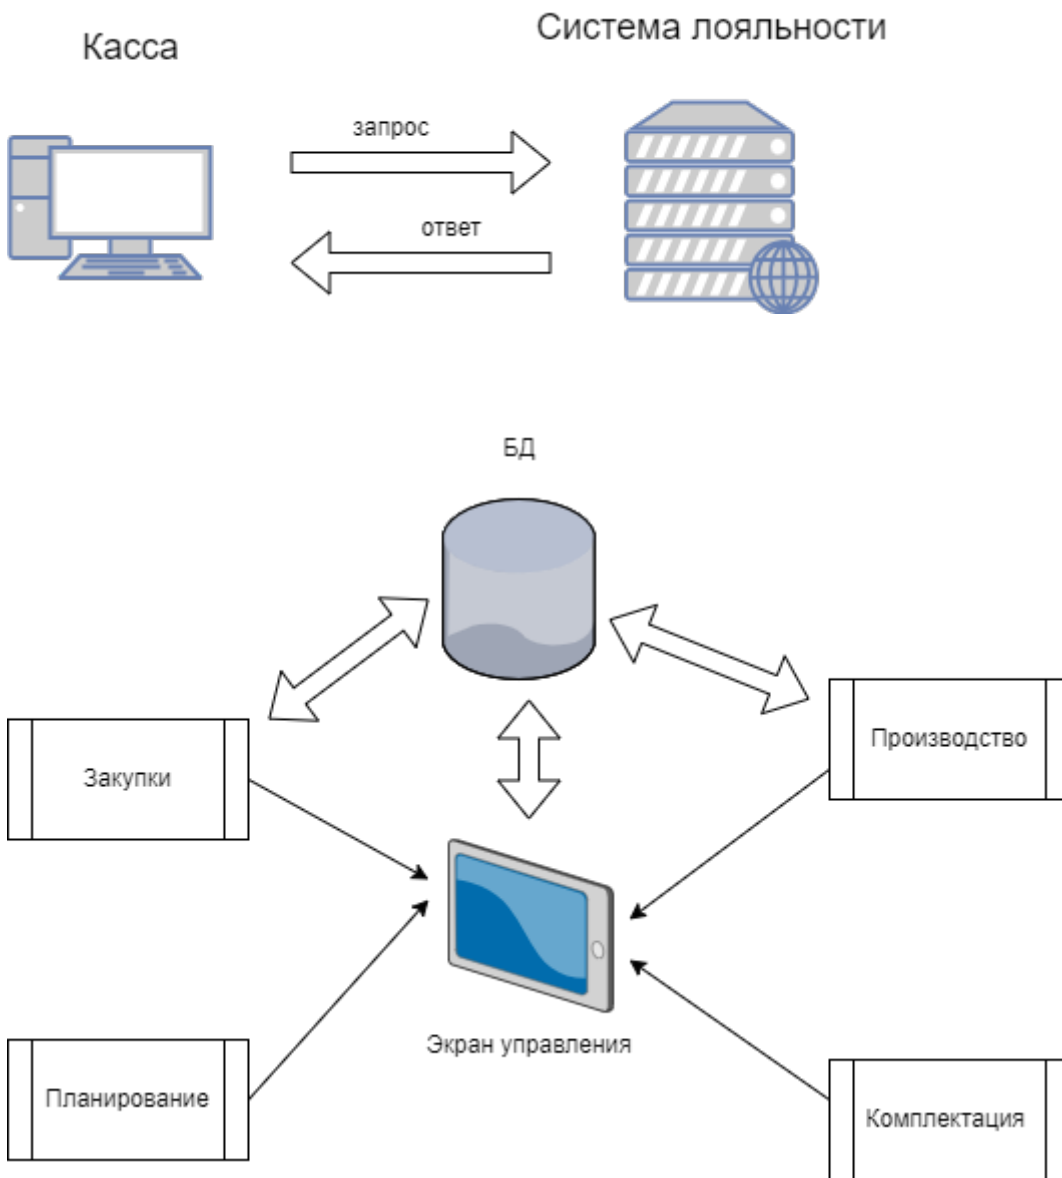 Касса
Система лояльности
запрос
ответ
БД
Закупки
Производство
Экран управления
Планирование
Комплектация